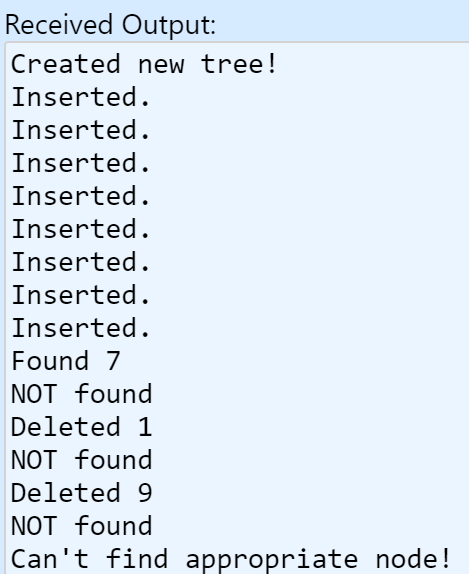 Received Output:
Created new tree!
Inserted.
Inserted.
Inserted.
Inserted.
Inserted.
Inserted.
Inserted.
Inserted.
Found 7
NOT found
Deleted 1
NOT found
Deleted 9
NOT found
Can't find appropriate node!